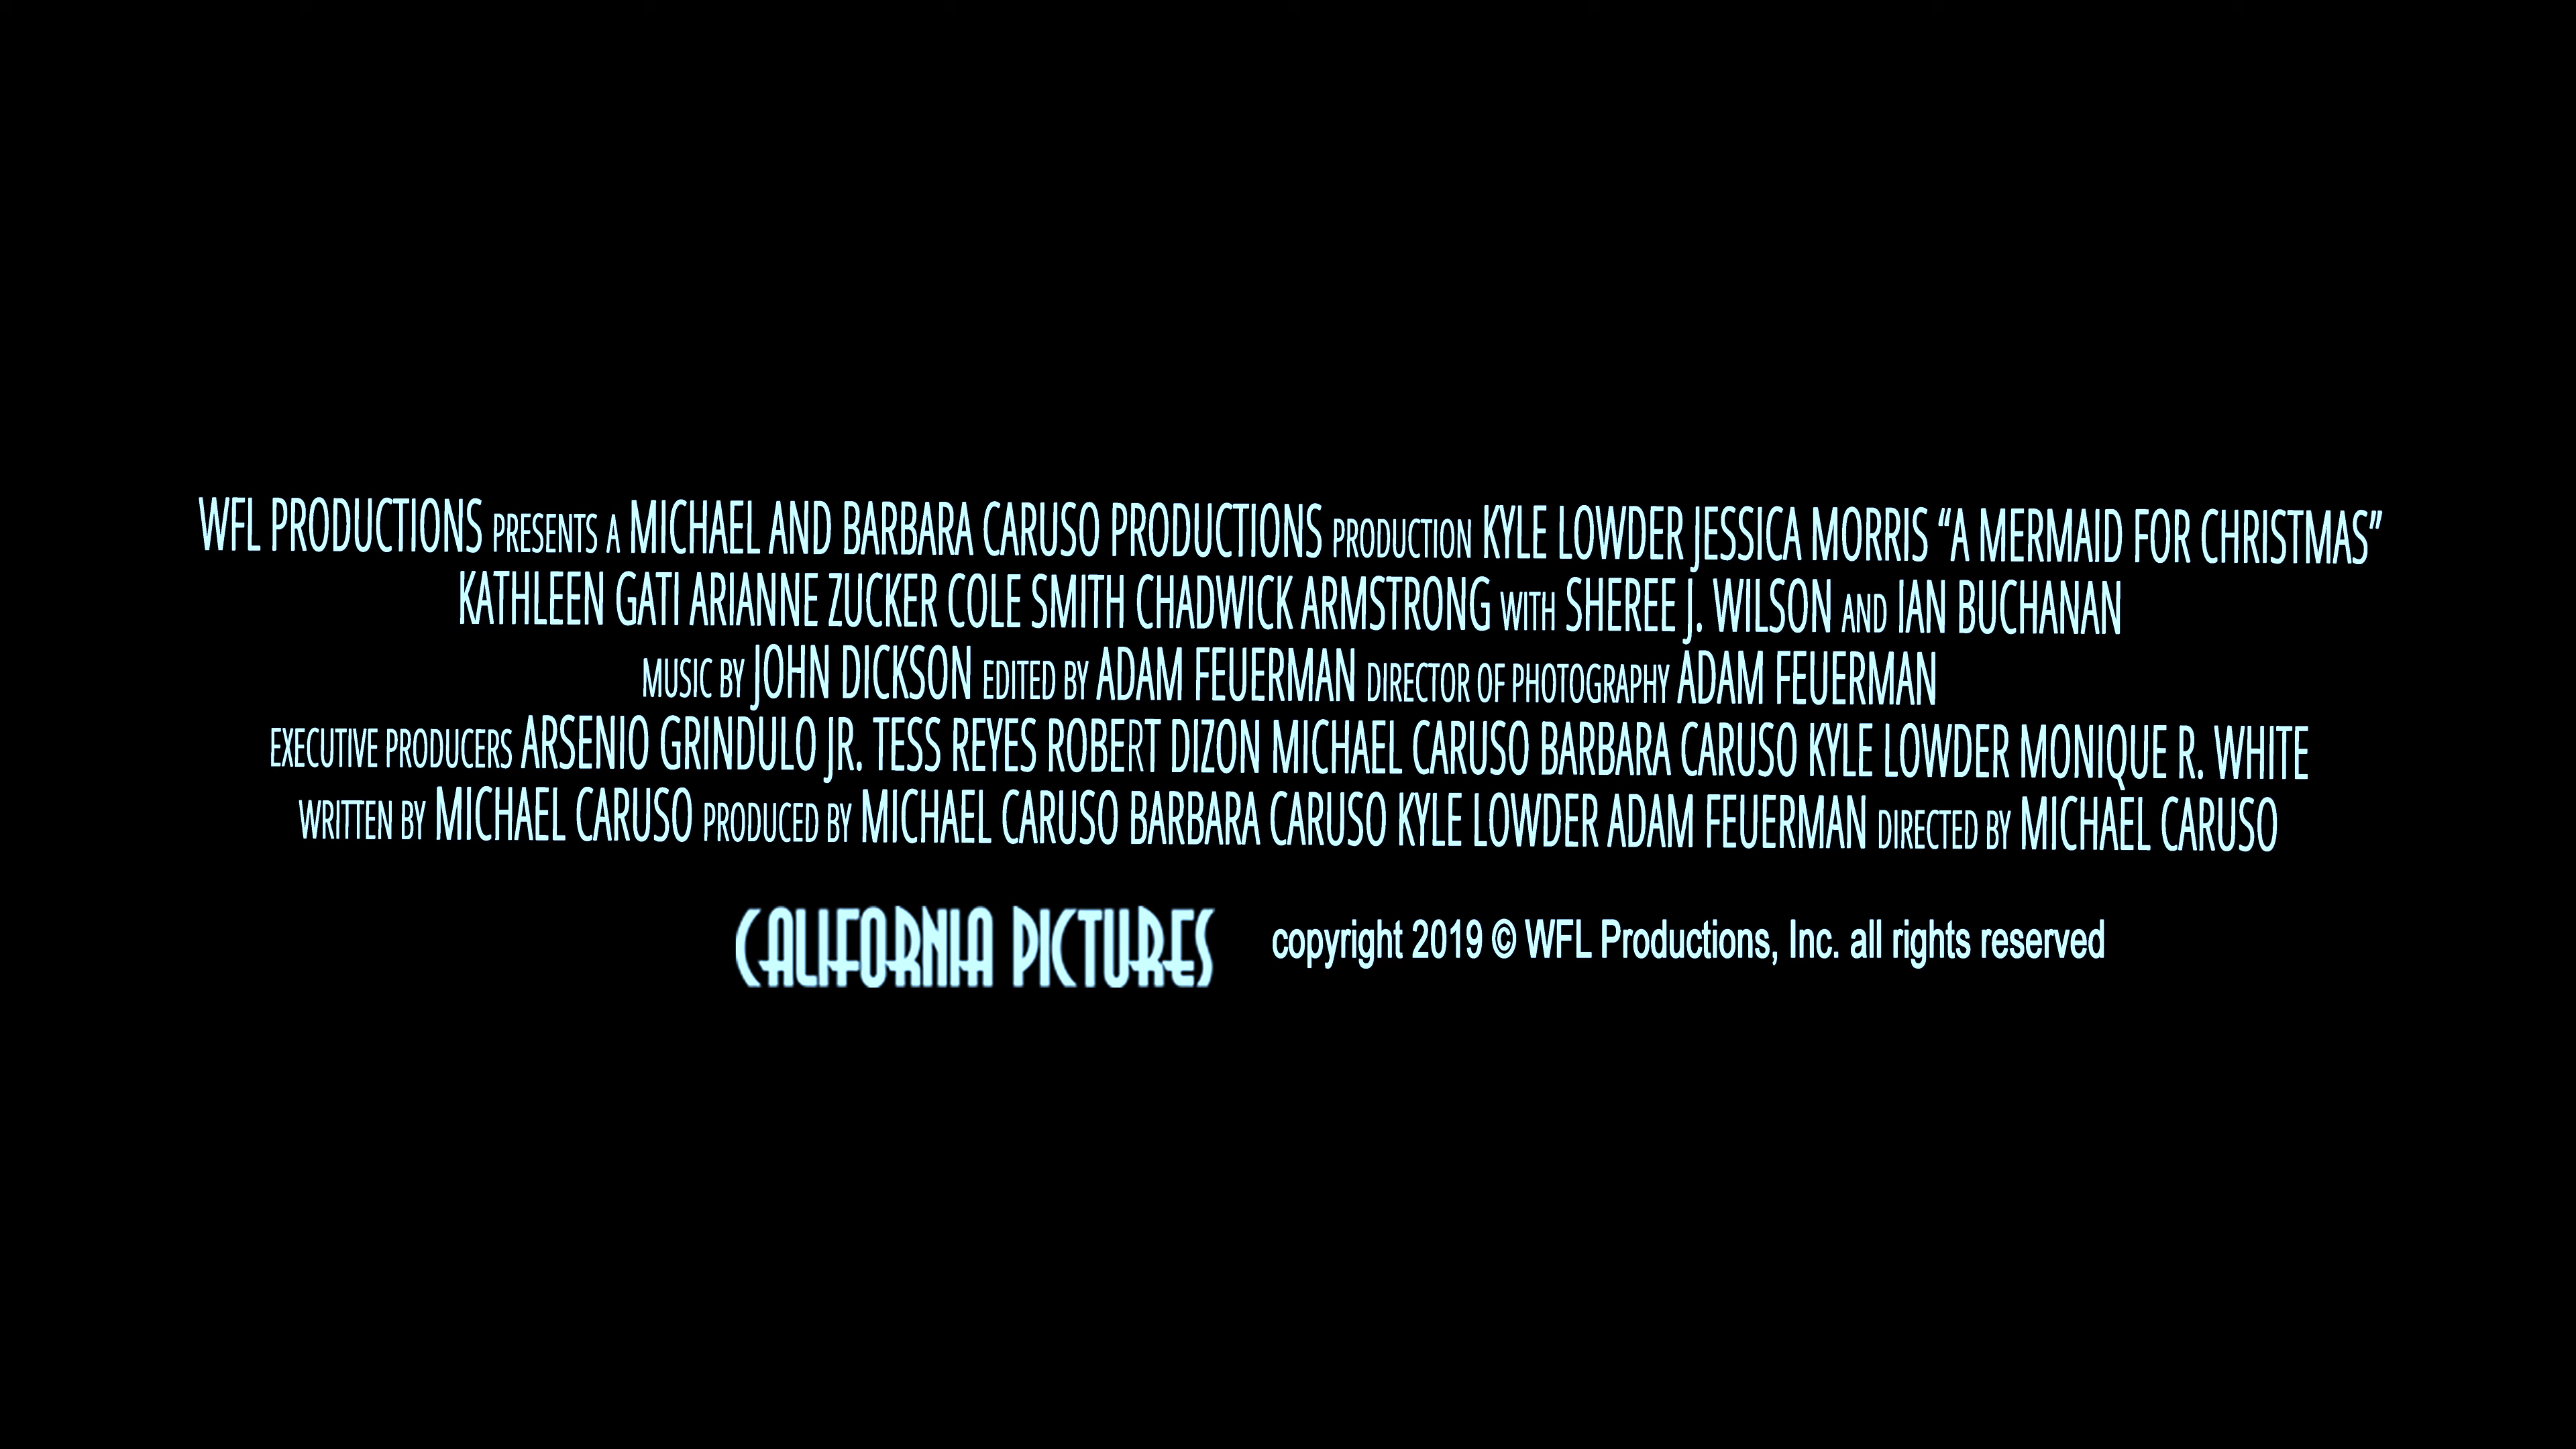 WFL PRODUCTIONS PRESENTS A MICHAEL AND BARBARA CARUSO PRODUCTIONS PRODUCTION KYLE LOWDER JESSICA MORRIS “A MERMAID FOR CHRISTMAS”
KATHLEEN GATI ARIANNE ZUCKER COLE SMITH CHADWICK ARMSTRONG WITH SHEREE J. WILSON AND IAN BUCHANAN
MUSIC BY JOHN DICKSON EDITED BY ADAM FEUERMAN DIRECTOR OF PHOTOGRAPHY ADAM FEUERMAN
EXECUTIVE PRODUCERS ARSENIO GRINDULO JR. TESS REYES ROBERT DIZON MICHAEL CARUSO BARBARA CARUSO KYLE LOWDER MONIQUE R. WHITE
WRITTEN BY MICHAEL CARUSO PRODUCED BY MICHAEL CARUSO BARBARA CARUSO KYLE LOWDER ADAM FEUERMAN DIRECTED BY MICHAEL CARUSO
CALIFORNIA PICTURES copyright 2019 © WFL Productions, Inc. all rights reserved